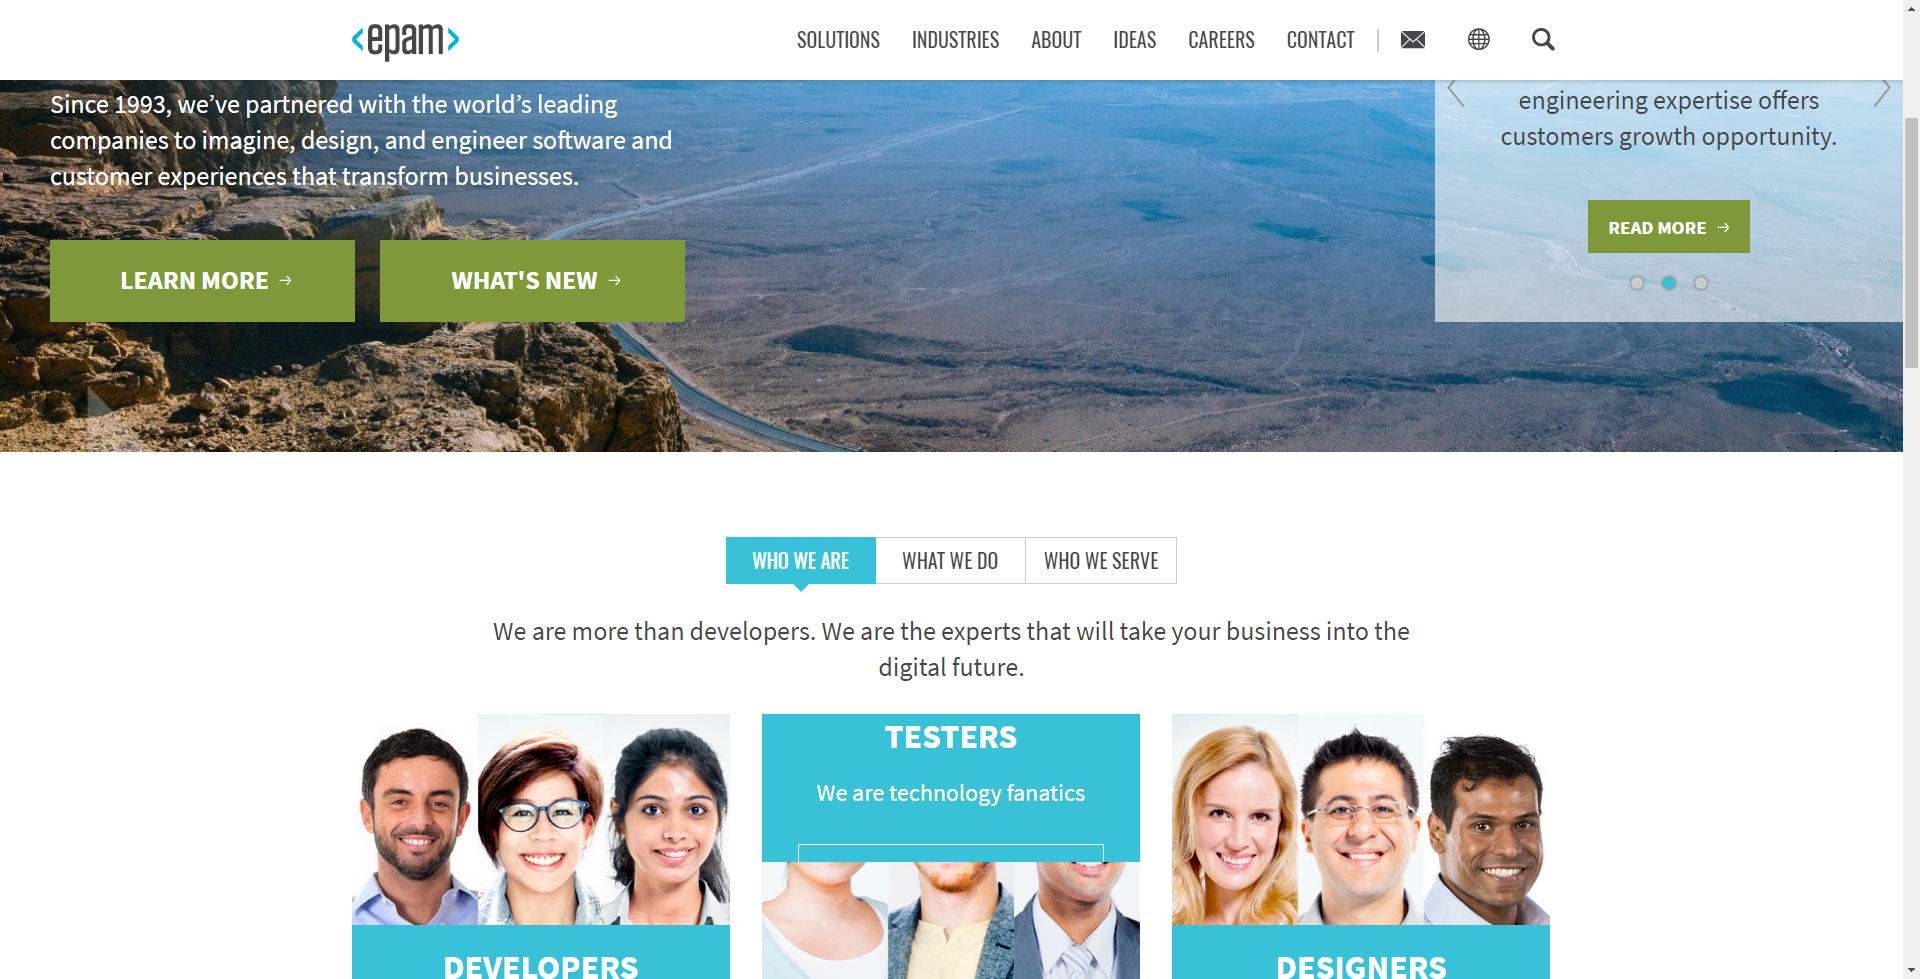 <epam>
SOLUTIONS INDUSTRIES ABOUT IDEAS CAREERS CONTACT
Since 1993, we’ve partnered with the world’s leading
companies to imagine, design, and engineer software and
customer experiences that transform businesses.
LEARN MORE →
WHAT'S NEW →
engineering expertise offers
customers growth opportunity.
READ MORE →
WHO WE ARE
WHAT WE DO
WHO WE SERVE
We are more than developers. We are the experts that will take your business into the
digital future.
TESTERS
We are technology fanatics
DEVELOPERS
DESIGNERS